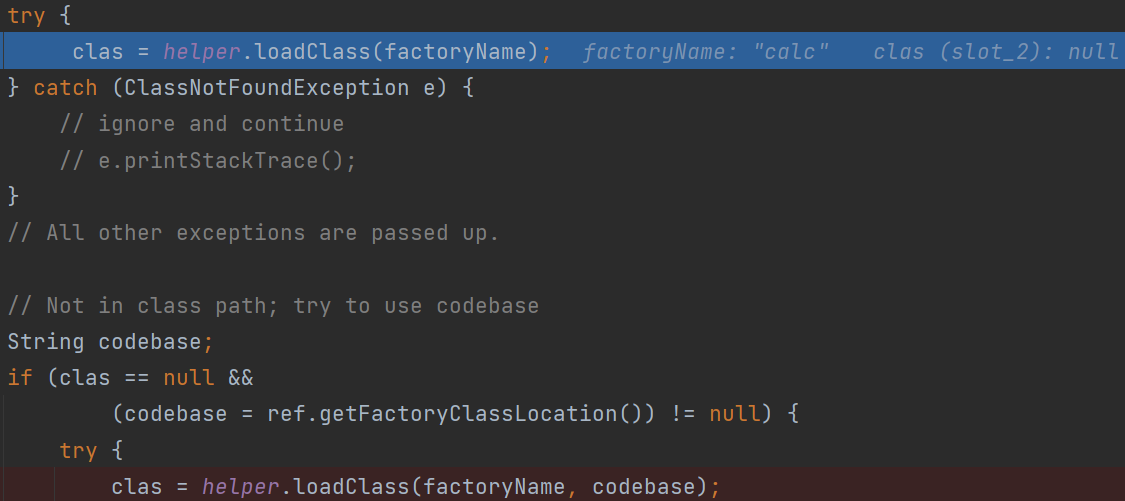 try {
clas = helper.loadClass(factoryName); factoryName: "calc" clas (slot_2): null
} catch (ClassNotFoundException e) {
// ignore and continue
// e.printStackTrace();
}
// All other exceptions are passed up.
// Not in class path; try to use codebase
String codebase;
if (clas == null &&
(codebase = ref.getFactoryClassLocation()) != null) {
try {
clas = helper.loadClass(factoryName, codebase);